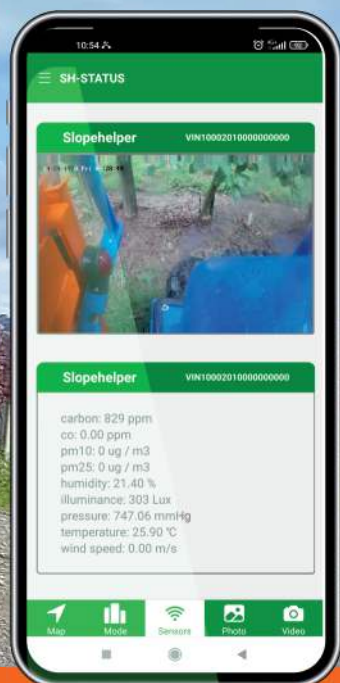 10:54
SH-STATUS
Slopehelper VIN10002010000000000
Slopehelper VIN10002010000000000
carbon: 829 ppm
co: 0.00 ppm
pm10: 0 ug / m3
pm25: 0 ug / m3
humidity: 21.40 %
illuminance: 303 Lux
pressure: 747.06 mmHg
temperature: 25.90 °C
wind speed: 0.00 m/s
Map Mode Sensors Photo Video